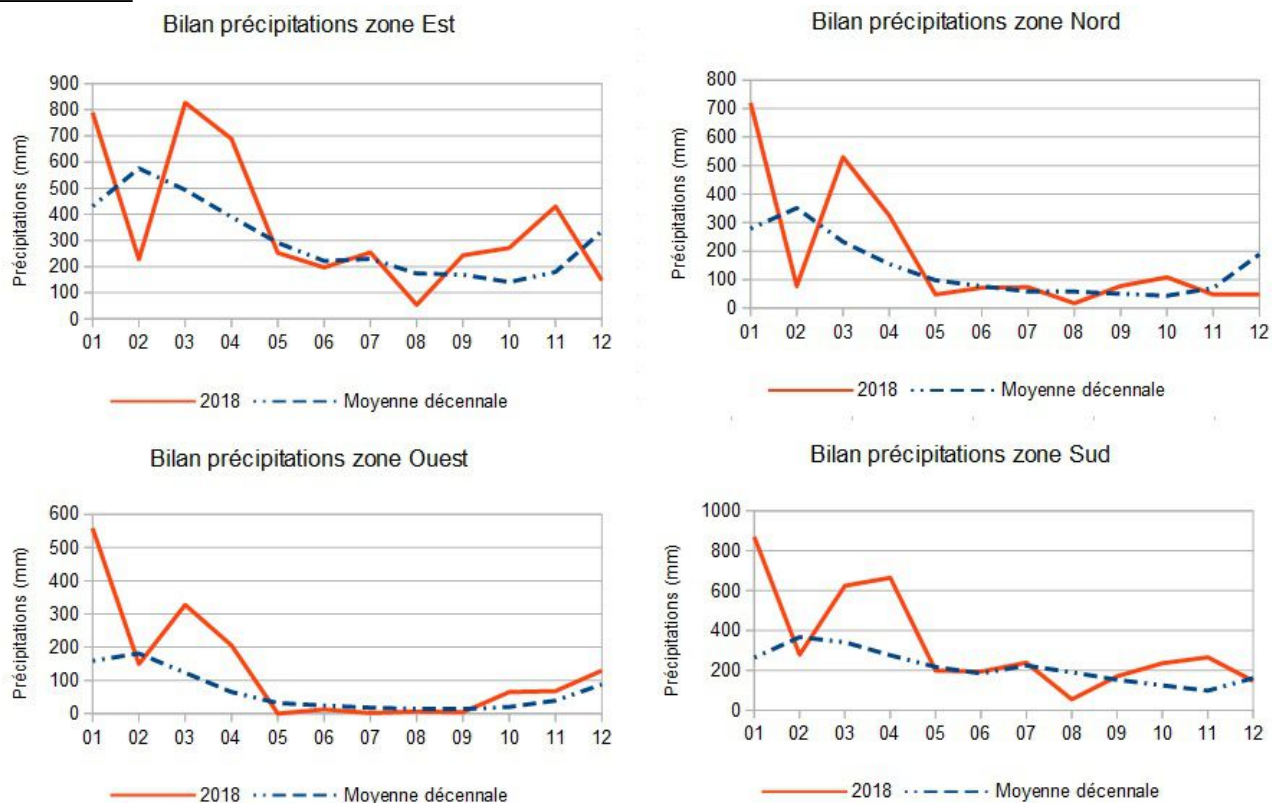 Bilan précipitations zone Est
Précipitations (mm)
900
800
700
600
500
400
300
200
100
0
01 02 03 04 05 06 07 08 09 10 11 12
2018 Moyenne décennale
Bilan précipitations zone Nord
Précipitations (mm)
800
700
600
500
400
300
200
100
0
01 02 03 04 05 06 07 08 09 10 11 12
2018 Moyenne décennale
Bilan précipitations zone Ouest
Précipitations (mm)
600
500
400
300
200
100
0
01 02 03 04 05 06 07 08 09 10 11 12
2018 Moyenne décennale
Bilan précipitations zone Sud
Précipitations (mm)
1000
800
600
400
200
0
01 02 03 04 05 06 07 08 09 10 11 12
2018 Moyenne décennale